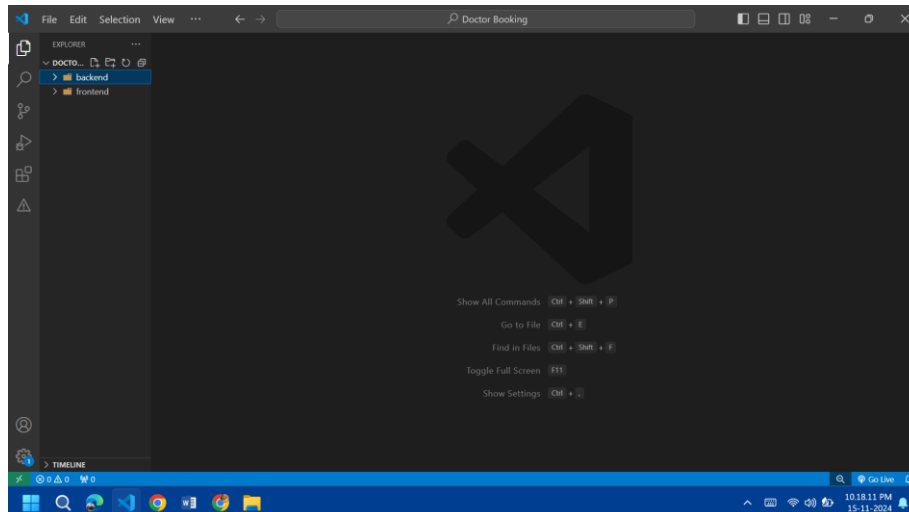 File Edit Selection View ··· ← → Doctor Booking
EXPLORER ···
DOCTO...
> backend
> frontend
Show All Commands Ctrl + Shift + P
Go to File Ctrl + E
Find in Files Ctrl + Shift + F
Toggle Full Screen F11
Show Settings Ctrl + ,
1
> TIMELINE
0 0 0 Go Live
10.18.11 PM
15-11-2024